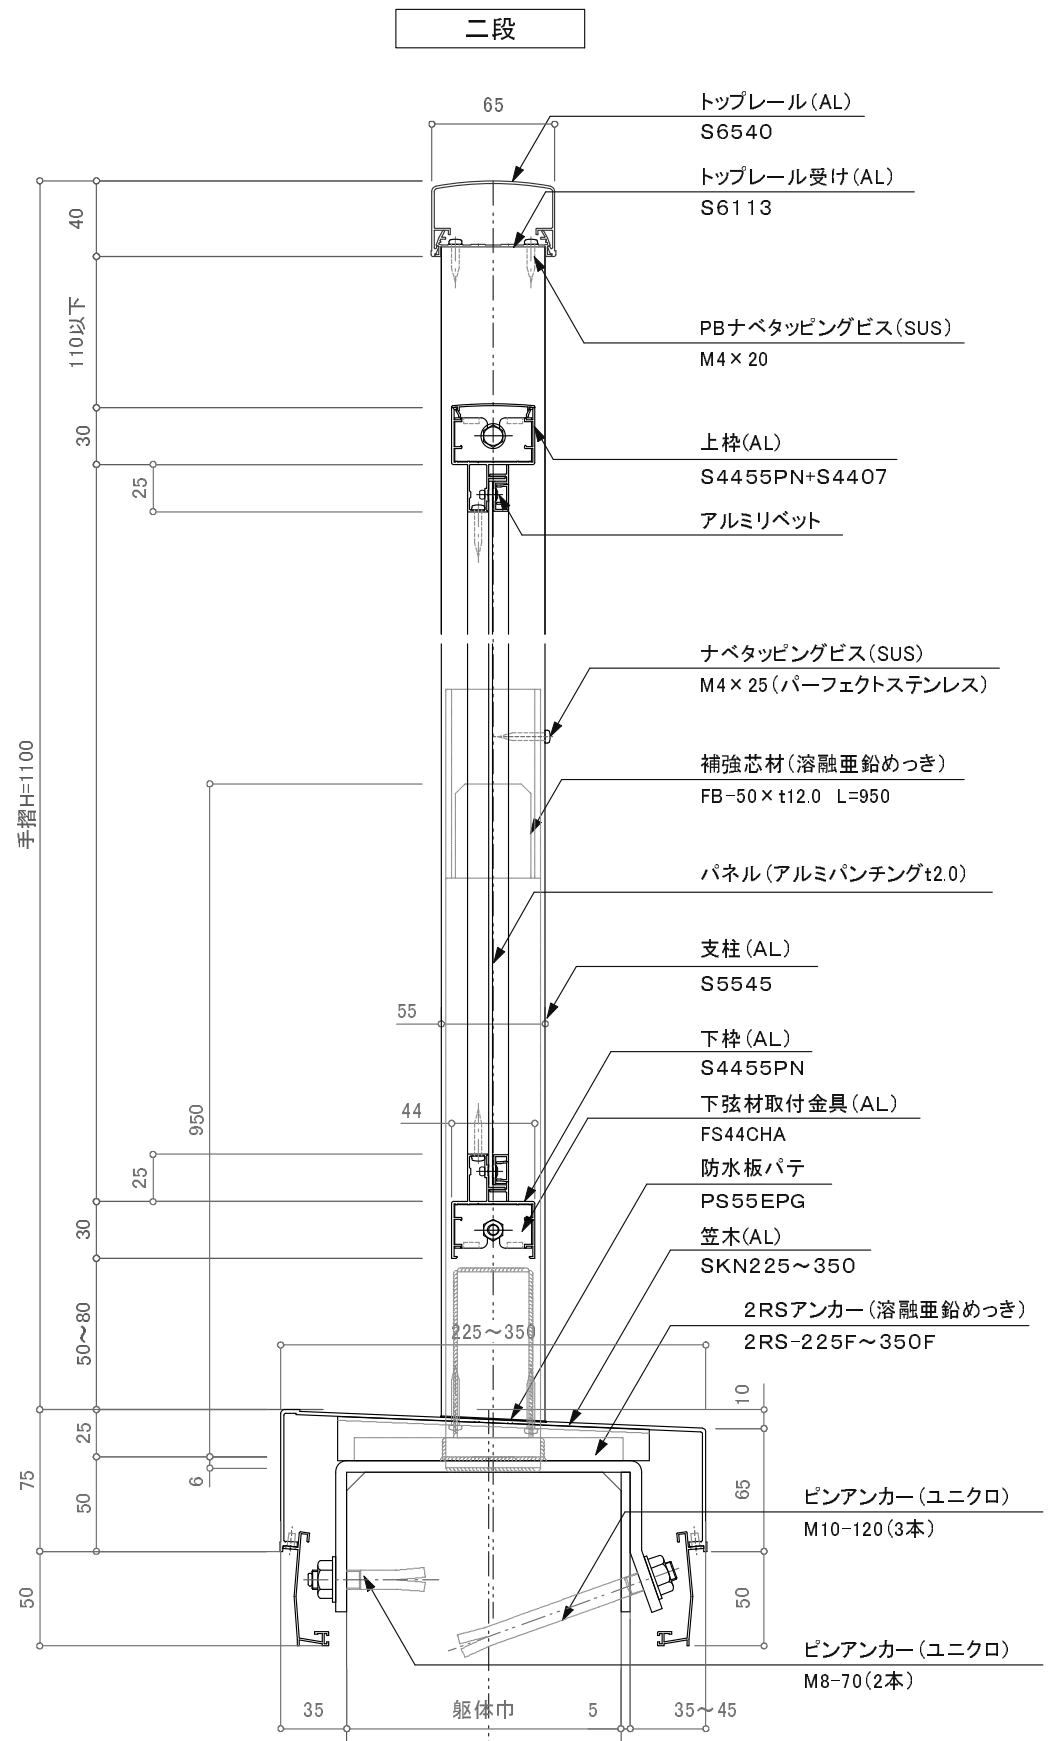 二段
65
トップレール(AL)
S6540
トップレール受け(AL)
S6113
40
110以下
PBナベタッピングビス(SUS)
M4×20
30
上枠(AL)
S4455PN+S4407
25
アルミリベット
ナベタッピングビス(SUS)
M4×25(パーフェクトステンレス)
手摺H=1100
補強芯材(溶融亜鉛めっき)
FB-50×t12.0 L=950
パネル(アルミパンチングt2.0)
支柱(AL)
S5545
55
下枠(AL)
S4455PN
44
950
下弦材取付金具(AL)
FS44CHA
25
防水板パテ
PS55EPG
30
笠木(AL)
SKN225～350
50～80
2RSアンカー(溶融亜鉛めっき)
2RS-225F～350F
225～350
10
25
75
6
50
65
ピンアンカー(ユニクロ)
M10-120(3本)
50
50
ピンアンカー(ユニクロ)
M8-70(2本)
35
躯体巾
5
35～45